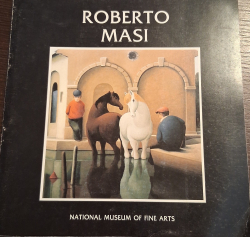 ROBERTO
MASI
NATIONAL MUSEUM OF FINE ARTS